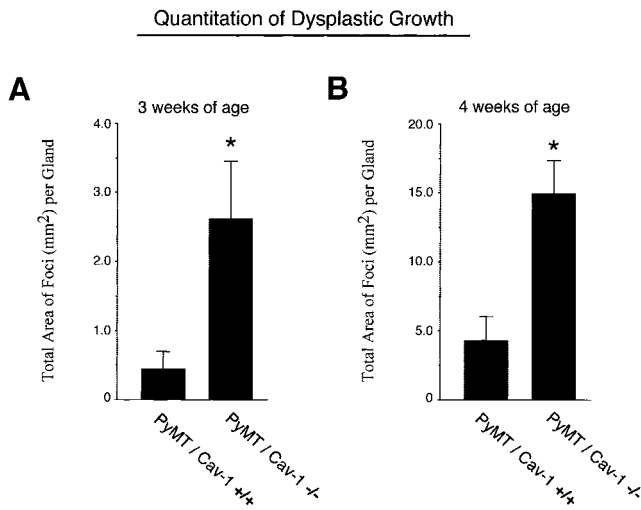 Quantitation of Dysplastic Growth
A
3 weeks of age
Total Area of Foci (mm2) per Gland
4.0
3.0
2.0
1.0
0
*
PyMT / Cav-1 +/+
PyMT / Cav-1 -/-
B
4 weeks of age
Total Area of Foci (mm2) per Gland
20.0
15.0
10.0
5.0
0
*
PyMT / Cav-1 +/+
PyMT / Cav-1 -/-